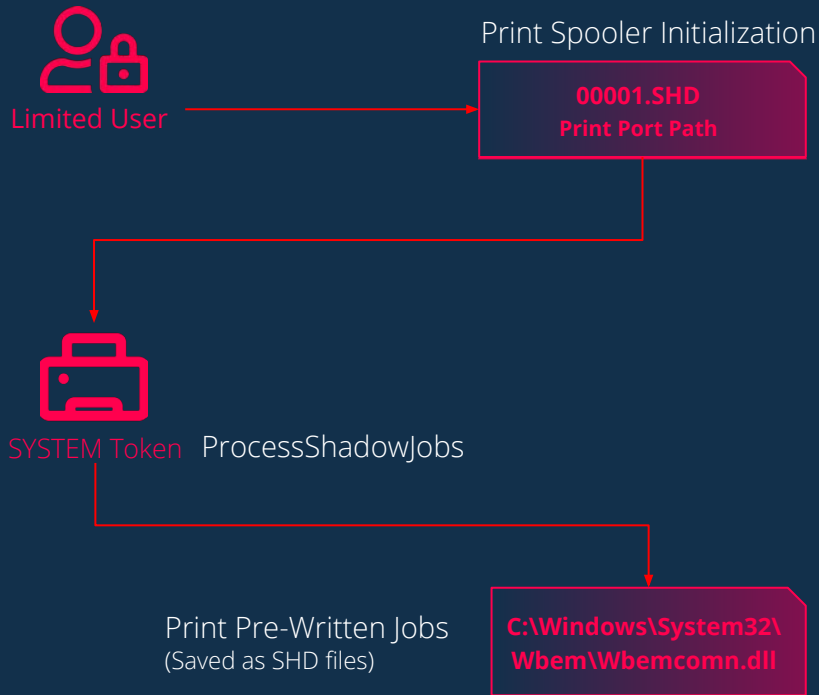 Print Spooler Initialization
Limited User
00001.SHD
Print Port Path
SYSTEM Token
ProcessShadowJobs
Print Pre-Written Jobs
(Saved as SHD files)
C:\Windows\System32\
Wbem\Wbemcomn.dll